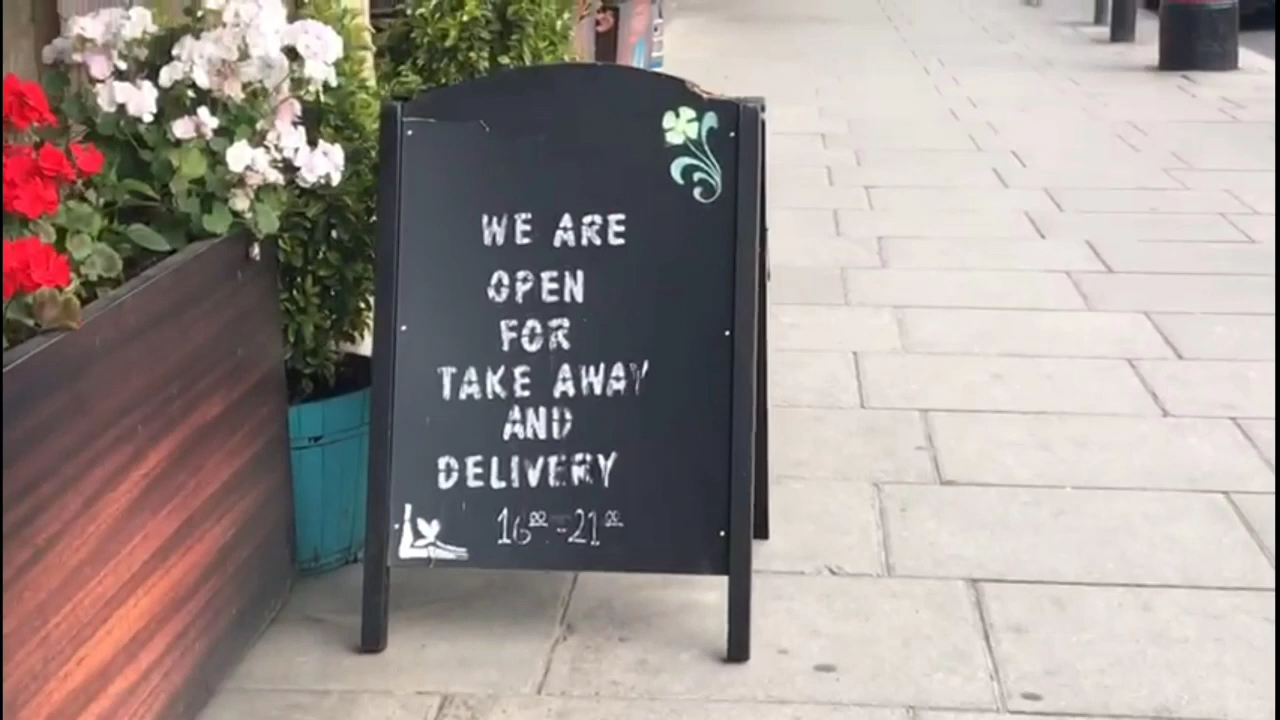 WE ARE
OPEN
FOR
TAKE AWAY
AND
DELIVERY
16⁰⁰-21⁰⁰